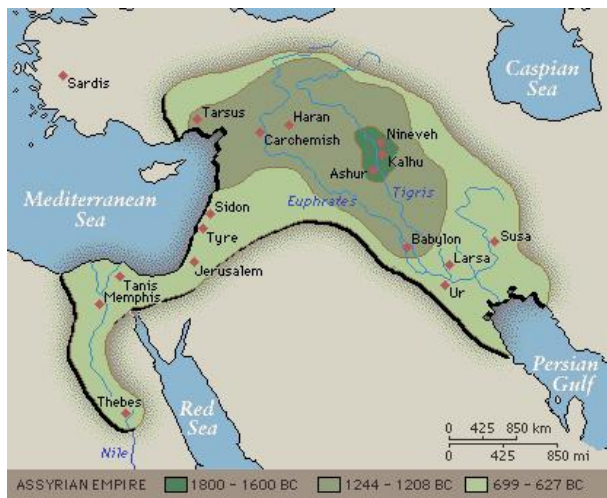 Caspian
Sea
Sardis
Tarsus
Haran
Carchemish
Nineveh
Kalhu
Ashur
Mediterranean
Sea
Euphrates
Tigris
Sidon
Tyre
Jerusalem
Babylon
Susa
Larsa
Ur
Tanis
Memphis
Thebes
Nile
Red
Sea
Persian
Gulf
0 425 850 km
0 425 850 mi
ASSYRIAN EMPIRE 1800 - 1600 BC 1244 - 1208 BC 699 - 627 BC